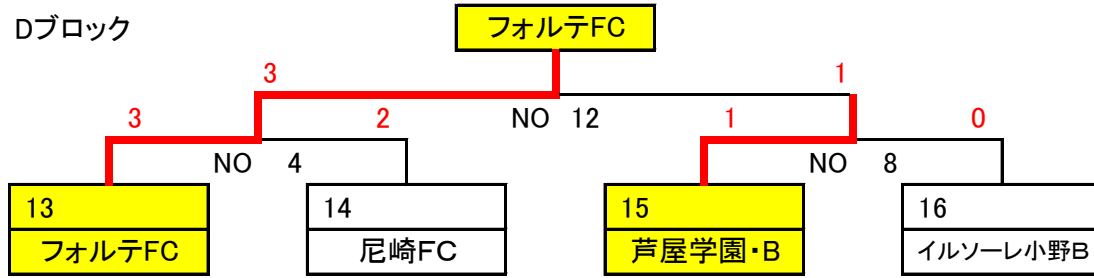 Dブロック
フォルテFC
3 1
3 2 NO 12 1 0
NO 4 NO 8
13 14 15 16
フォルテFC 尼崎FC 芦屋学園・B イルソーレ小野B